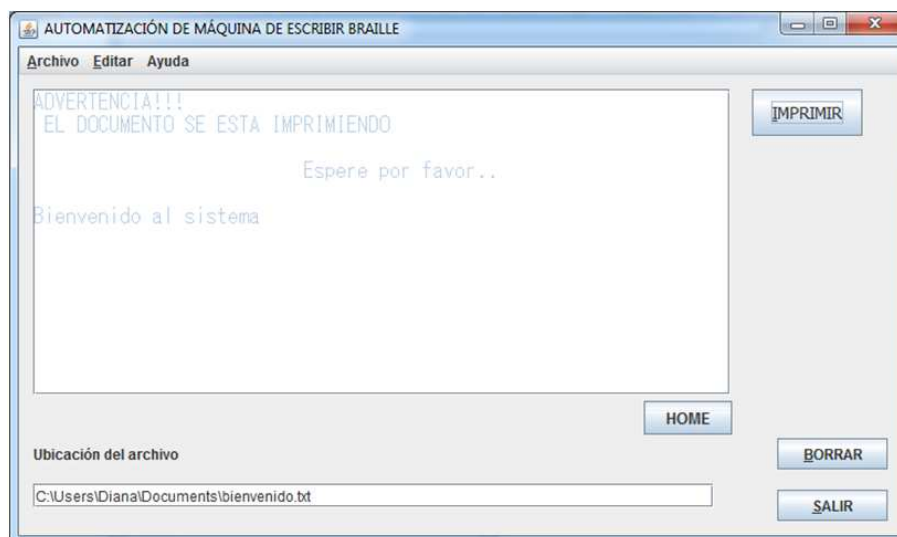 AUTOMATIZACIÓN DE MÁQUINA DE ESCRIBIR BRAILLE
Archivo Editar Ayuda
ADVERTENCIA!!!
EL DOCUMENTO SE ESTA IMPRIMIENDO
Espere por favor..
Bienvenido al sistema
IMPRIMIR
HOME
Ubicación del archivo
BORRAR
C:\Users\Diana\Documents\bienvenido.txt
SALIR